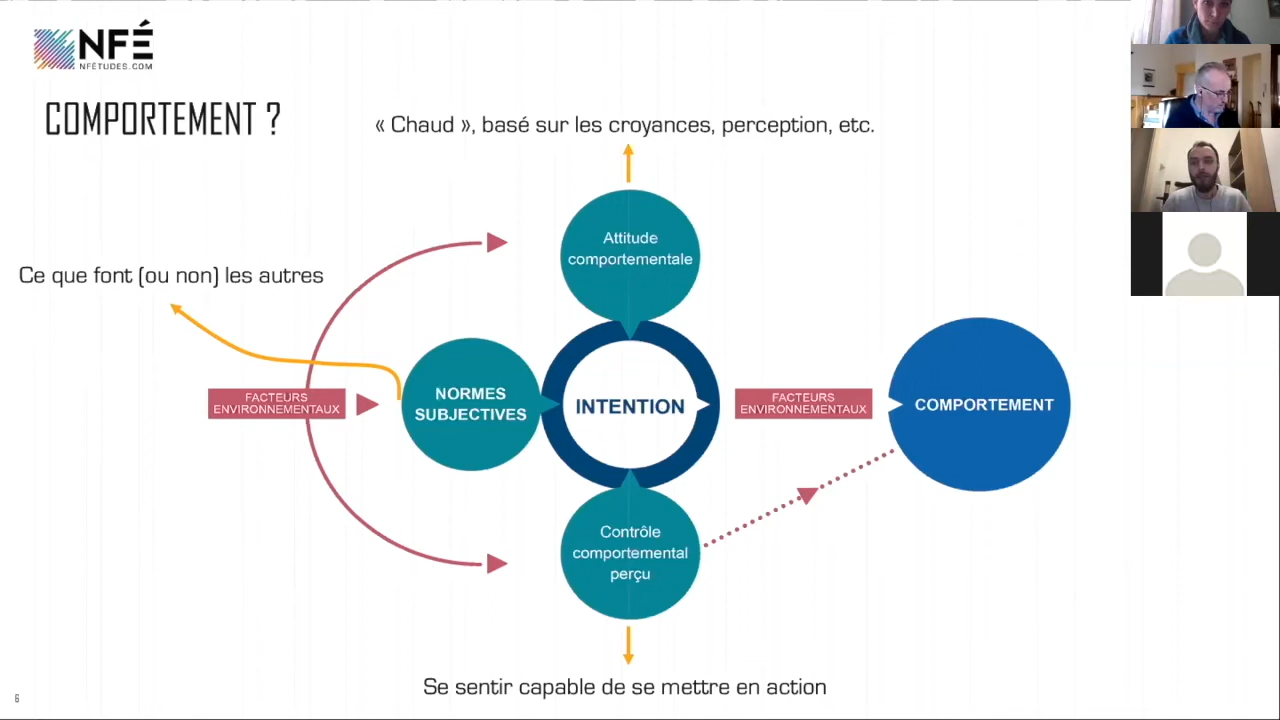 NFÉ
NFÉTUDES.COM
COMPORTEMENT ?
« Chaud », basé sur les croyances, perception, etc.
Attitude
comportementale
Ce que font (ou non) les autres
FACTEURS
ENVIRONNEMENTAUX
NORMES
SUBJECTIVES
INTENTION
FACTEURS
ENVIRONNEMENTAUX
COMPORTEMENT
Contrôle
comportemental
perçu
Se sentir capable de se mettre en action
6